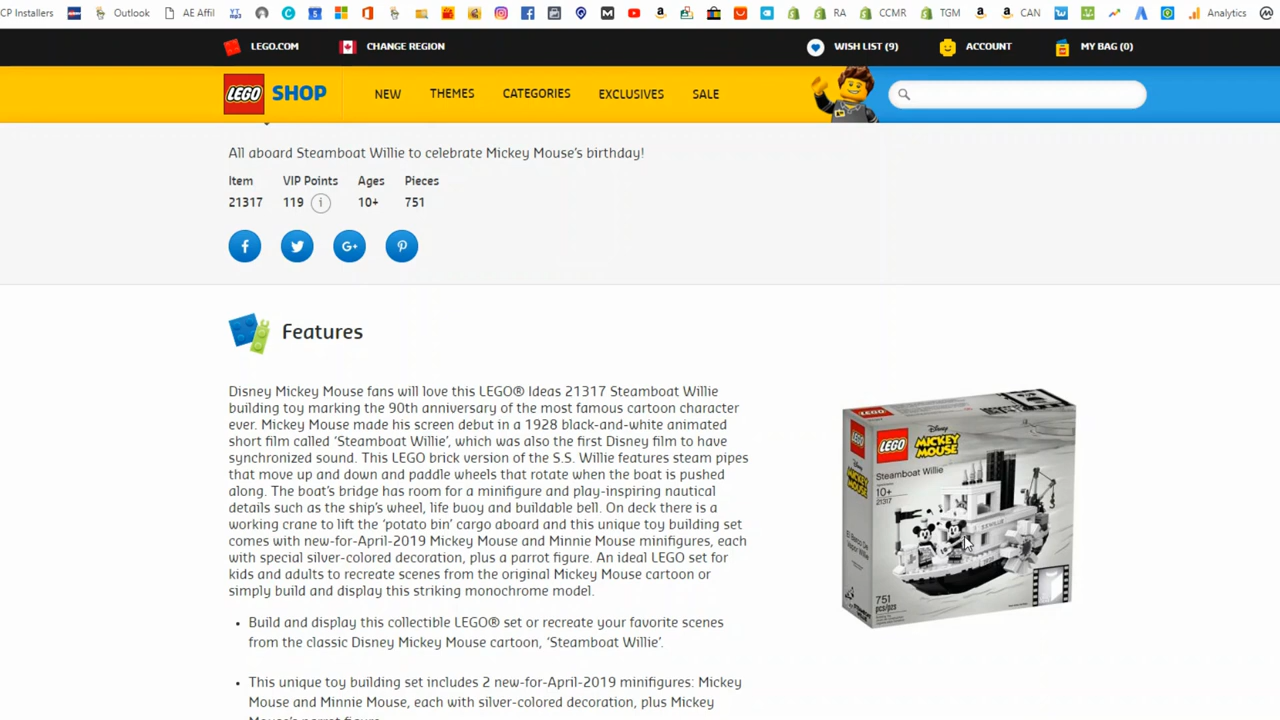 CP Installers Outlook AE Affil RA CCMR TGM CAN Analytics
LEGO.COM CHANGE REGION WISH LIST (9) ACCOUNT MY BAG (0)
LEGO SHOP NEW THEMES CATEGORIES EXCLUSIVES SALE
All aboard Steamboat Willie to celebrate Mickey Mouse's birthday!
Item VIP Points Ages Pieces
21317 119 i 10+ 751
Features
Disney Mickey Mouse fans will love this LEGO® Ideas 21317 Steamboat Willie
building toy marking the 90th anniversary of the most famous cartoon character
ever. Mickey Mouse made his screen debut in a 1928 black-and-white animated
short film called ‘Steamboat Willie’, which was also the first Disney film to have
synchronized sound. This LEGO brick version of the S.S. Willie features steam pipes
that move up and down and paddle wheels that rotate when the boat is pushed
along. The boat’s bridge has room for a minifigure and play-inspiring nautical
details such as the ship’s wheel, life buoy and buildable bell. On deck there is a
working crane to lift the ‘potato bin’ cargo aboard and this unique toy building set
comes with new-for-April-2019 Mickey Mouse and Minnie Mouse minifigures, each
with special silver-colored decoration, plus a parrot figure. An ideal LEGO set for
kids and adults to recreate scenes from the original Mickey Mouse cartoon or
simply build and display this striking monochrome model.
• Build and display this collectible LEGO® set or recreate your favorite scenes
from the classic Disney Mickey Mouse cartoon, ‘Steamboat Willie’.
• This unique toy building set includes 2 new-for-April-2019 minifigures: Mickey
Mouse and Minnie Mouse, each with silver-colored decoration, plus Mickey
Mouse's parrot figure.
LEGO
LEGO
Disney
MICKEY
MOUSE
Steamboat Willie
10+
21317
S.S.WILLIE
751
pcs/pzs